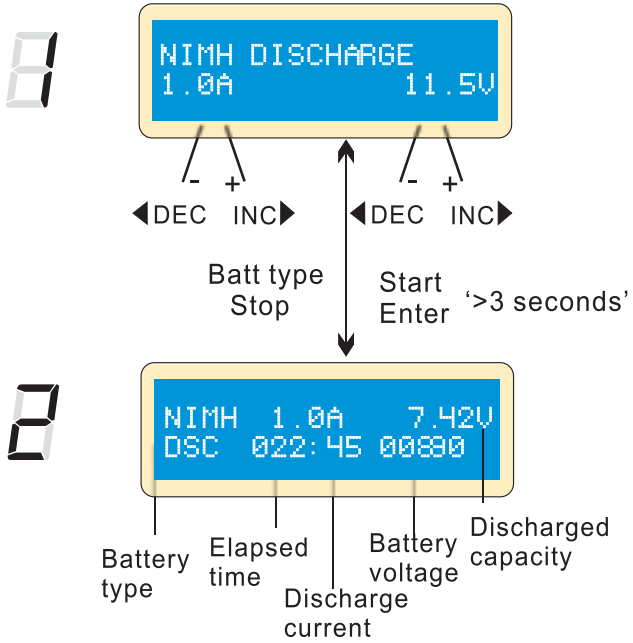 1
NIMH DISCHARGE
1.0A 11.5V
- + - +
◀DEC INC▶ ◀DEC INC▶
Batt type
Stop
Start
Enter
‘>3 seconds’
2
NIMH 1.0A 7.42V
DSC 022:45 00890
Battery
type
Elapsed
time
Discharge
current
Battery
voltage
Discharged
capacity